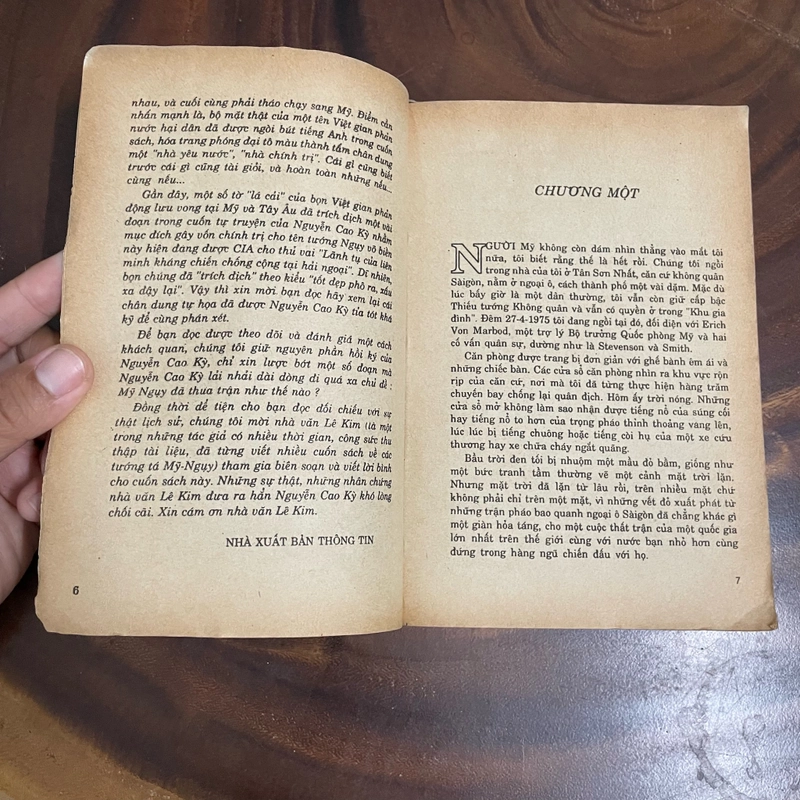 nhau, và cuối cùng phải tháo chạy sang Mỹ. Điểm cần
nhấn mạnh là, bộ mặt thật của một tên Việt gian phản
nước hại dân đã được ngòi bút tiếng Anh trong cuốn
sách, hóa trang phóng đại tô màu thành tấm chân dung
một "nhà yêu nước", "nhà chính trị". Cái gì cũng biết
trước cái gì cũng tài giỏi, và hoàn toàn nhưng nếu...
cùng nếu...
Gần đây, một số tờ "lá cải" của bọn Việt gian phản
động lưu vong tại Mỹ và Tây Âu đã trích dịch một vài
đoạn trong cuốn tự truyện của Nguyễn Cao Kỳ nhằm
mục đích gây vốn chính trị cho tên tướng Ngụy vô biên
này hiện đang được CIA cho thủ vai "Lãnh tụ của liên
minh kháng chiến chống cộng tại hải ngoại". Dĩ nhiên,
bọn chúng đã "trích dịch" theo kiểu "tốt đẹp phô ra, xấu
xa đậy lại". Vậy thì xin mời bạn đọc hãy xem lại cái
chân dung tự họa đã được Nguyễn Cao Kỳ tỉa tót khá
kỹ để cùng phán xét.
Để bạn đọc được theo dõi và đánh giá một cách
khách quan, chúng tôi giữ nguyên phần hồi ký của
Nguyễn Cao Kỳ, chỉ xin lược bớt một số đoạn mà
Nguyễn Cao Kỳ lải nhải dài dòng đi quá xa chủ đề :
Mỹ Ngụy đã thua trận như thế nào ?
Đồng thời để tiện cho bạn đọc đối chiếu với sự
thật lịch sử, chúng tôi mời nhà văn Lê Kim (là một
trong những tác giả có nhiều thời gian, công sức thu
thập tài liệu, đã từng viết nhiều cuốn sách về các
tướng tá Mỹ-Ngụy) tham gia biên soạn và viết lời bình
cho cuốn sách này. Những sự thật, những nhân chứng
nhà văn Lê Kim đưa ra hẳn Nguyễn Cao Kỳ khó lòng
chối cãi. Xin cám ơn nhà văn Lê Kim.
NHÀ XUẤT BẢN THÔNG TIN
6
CHƯƠNG MỘT
NGƯỜI Mỹ không còn dám nhìn thẳng vào mắt tôi
nữa, tôi biết rằng thế là hết rồi. Chúng tôi ngồi
trong nhà của tôi ở Tân Sơn Nhất, căn cứ không quân
Sàigòn, nằm ở ngoại ô, cách thành phố một vài dặm. Mặc dù
lúc bấy giờ là một dân thường, tôi vẫn còn giữ cấp bậc
Thiếu tướng Không quân và vẫn có quyền ở trong "Khu gia
đình". Đêm 27-4-1975 tôi đang ngồi tại đó, đối diện với Erich
Von Marbod, một trợ lý Bộ trưởng Quốc phòng Mỹ và hai
cố vấn quân sự, dường như là Stevenson và Smith.
Căn phòng được trang bị đơn giản với ghế bành êm ái và
những chiếc bàn. Các cửa sổ căn phòng nhìn ra khu vực rộn
rịp của căn cứ, nơi mà tôi đã từng thực hiện hàng trăm
chuyến bay chống lại quân địch. Hôm ấy trời nóng. Những
cửa sổ mở không làm sao nhận được tiếng nổ của súng cối
hay tiếng nổ to hơn của trọng pháo thỉnh thoảng vang lên,
lúc lúc bị tiếng chuông hoặc tiếng còi hụ của một xe cứu
thương hay xe chữa cháy ngắt quãng.
Bầu trời đen tối bị nhuộm một mầu đỏ bầm, giống như
một bức tranh tầm thường vẽ một cảnh mặt trời lặn.
Nhưng mặt trời đã lặn từ lâu rồi, trên nhiều mặt chứ
không phải chỉ trên một mặt, vì những vết đỏ xuất phát từ
những trận pháo bao quanh ngoại ô Sàigòn đã chẳng khác gì
một giàn hỏa táng, cho một cuộc thất trận của một quốc gia
lớn nhất trên thế giới cùng với nước bạn nhỏ hơn cùng
đứng trong hàng ngũ chiến đấu với họ.
7